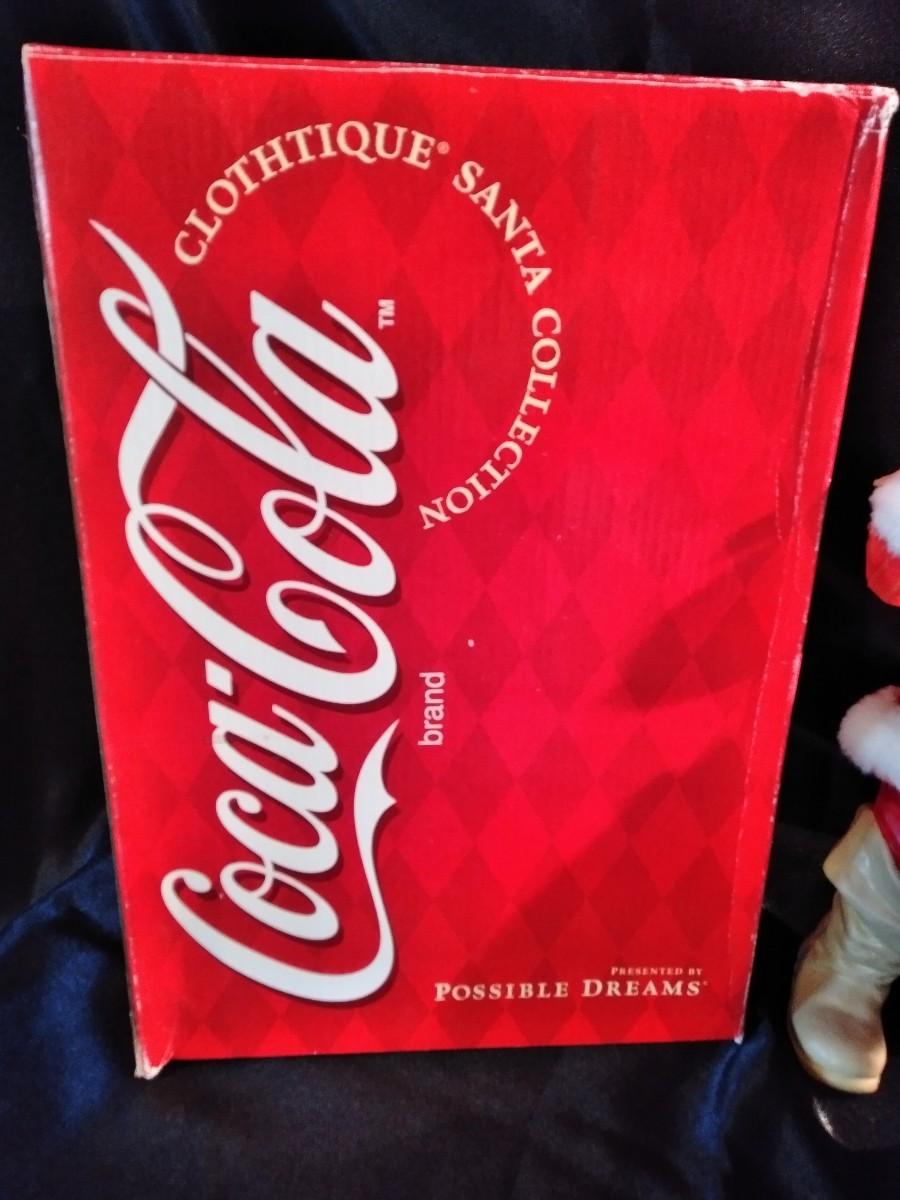 CLOTHTIQUE® SANTA COLLECTION
Coca-Cola™
brand
PRESENTED BY
POSSIBLE DREAMS®